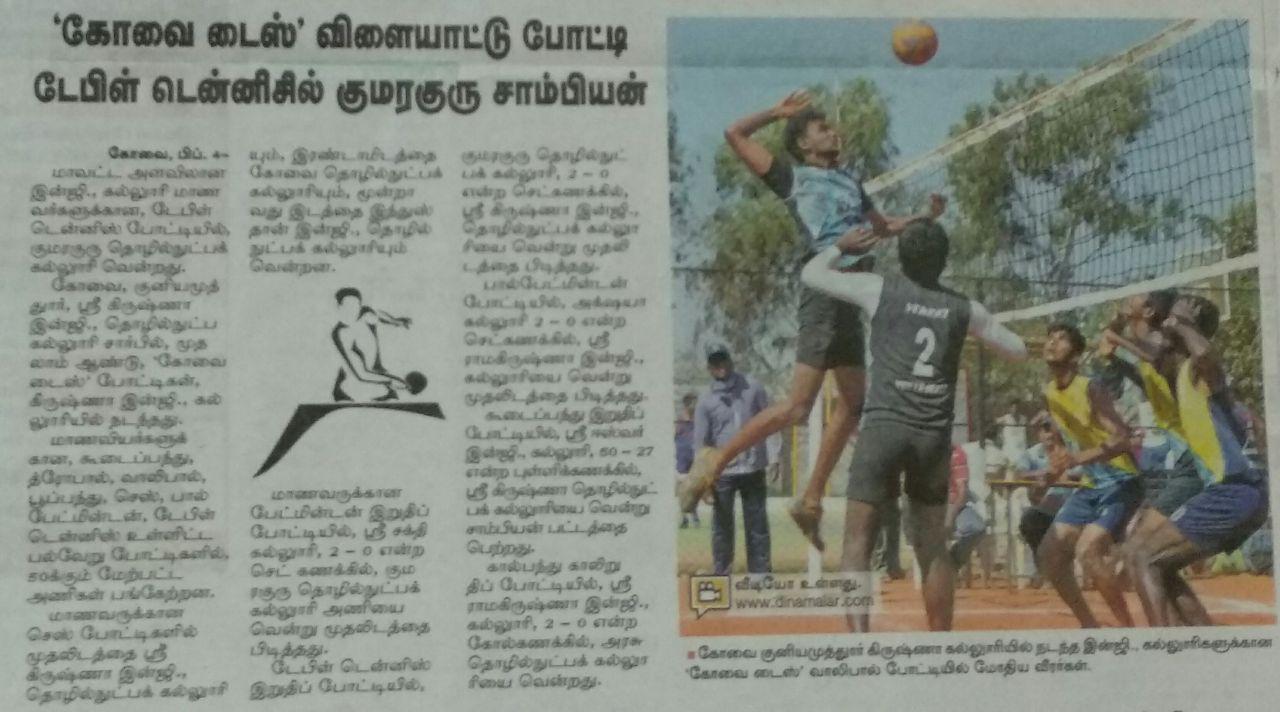 ‘கோவை டைஸ்’ விளையாட்டு போட்டி
டேபிள் டென்னிசில் குமரகுரு சாம்பியன்
கோவை, பிப். 4–
மாவட்ட அளவிலான
இன்ஜி., கல்லூரி மாண
வர்களுக்கான, டேபிள்
டென்னிஸ் போட்டியில்,
குமரகுரு தொழில்நுட்பக்
கல்லூரி வென்றது.
கோவை, குனியமுத்
தூர், ஸ்ரீ கிருஷ்ணா
இன்ஜி., தொழில்நுட்ப
கல்லூரி சார்பில், முத
லாம் ஆண்டு, ‘கோவை
டைஸ்’ போட்டிகள்,
கிருஷ்ணா இன்ஜி., கல்
லூரியில் நடந்தது.
மாணவியர்களுக்
கான, கூடைப்பந்து,
த்ரோபால், வாலிபால்,
பூப்பந்து, செஸ், பால்
பேட்மின்டன், டேபிள்
டென்னிஸ் உள்ளிட்ட
பல்வேறு போட்டிகளில்,
50க்கும் மேற்பட்ட
அணிகள் பங்கேற்றன.
மாணவருக்கான
செஸ் போட்டிகளில்
முதலிடத்தை ஸ்ரீ
கிருஷ்ணா இன்ஜி.,
தொழில்நுட்பக் கல்லூரி
யும், இரண்டாமிடத்தை
கோவை தொழில்நுட்பக்
கல்லூரியும், மூன்றா
வது இடத்தை இந்துஸ்
தான் இன்ஜி., தொழில்
நுட்பக் கல்லூரியும்
வென்றன.
மாணவருக்கான
பேட்மின்டன் இறுதிப்
போட்டியில், ஸ்ரீ சக்தி
கல்லூரி, 2 – 0 என்ற
செட் கணக்கில், கும
ரகுரு தொழில்நுட்பக்
கல்லூரி அணியை
வென்று முதலிடத்தை
பிடித்தது.
டேபிள் டென்னிஸ்
இறுதிப் போட்டியில்,
குமரகுரு தொழில்நுட்
பக் கல்லூரி, 2 – 0
என்ற செட்கணக்கில்,
ஸ்ரீ கிருஷ்ணா இன்ஜி.,
தொழில்நுட்பக் கல்லூ
ரியை வென்று முதலி
டத்தை பிடித்தது.
பால்பேட்மின்டன்
போட்டியில், அக்‌ஷயா
கல்லூரி 2 – 0 என்ற
செட்கணக்கில், ஸ்ரீ
ராமகிருஷ்ணா இன்ஜி.,
கல்லூரியை வென்று
முதலிடத்தை பிடித்தது.
கூடைப்பந்து இறுதிப்
போட்டியில், ஸ்ரீ ஈஸ்வர்
இன்ஜி., கல்லூரி, 50 – 27
என்ற புள்ளிக்கணக்கில்,
ஸ்ரீ கிருஷ்ணா தொழில்நுட்
பக் கல்லூரியை வென்று
சாம்பியன் பட்டத்தை
பெற்றது.
கால்பந்து காலிறு
திப் போட்டியில், ஸ்ரீ
ராமகிருஷ்ணா இன்ஜி.,
கல்லூரி, 2 – 0 என்ற
கோல்கணக்கில், அரசு
தொழில்நுட்பக் கல்லூ
ரியை வென்றது.
2
வீடியோ உள்ளது.
www.dinamalar.com
கோவை குனியமுத்தூர் கிருஷ்ணா கல்லூரியில் நடந்த இன்ஜி., கல்லூரிகளுக்கான
‘கோவை டைஸ்’ வாலிபால் போட்டியில் மோதிய வீரர்கள்.